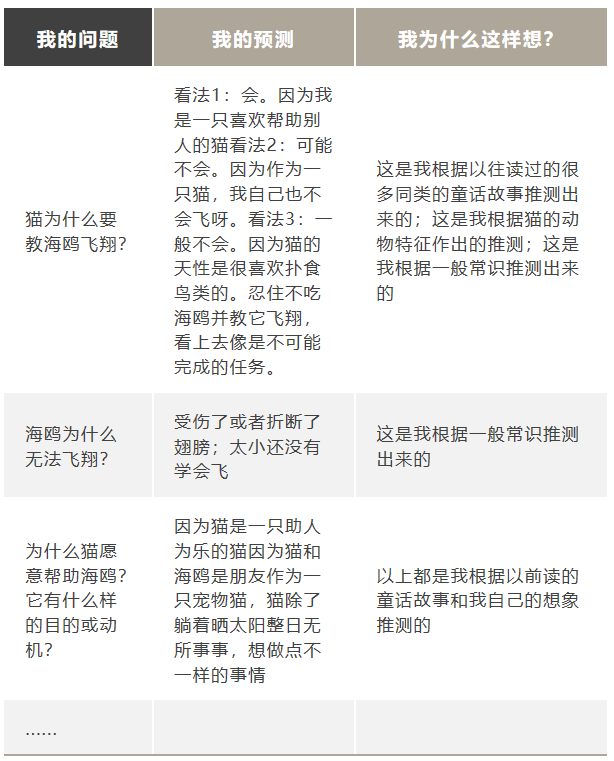 我的问题
我的预测
我为什么这样想？
猫为什么要
教海鸥飞翔？
看法1：会。因为我
是一只喜欢帮助别
人的猫看法2：可能
不会。因为作为一
只猫，我自己也不
会飞呀。看法3：一
般不会。因为猫的
天性是很喜欢扑食
鸟类的。忍住不吃
海鸥并教它飞翔，
看上去像是不可能
完成的任务。
这是我根据以往读过的很
多同类的童话故事推测出
来的；这是我根据猫的动
物特征作出的推测；这是
我根据一般常识推测出来
的
海鸥为什么
无法飞翔？
受伤了或者折断了
翅膀；太小还没有
学会飞
这是我根据一般常识推测
出来的
为什么猫愿
意帮助海鸥？
它有什么样
的目的或动
机？
因为猫是一只助人
为乐的猫因为猫和
海鸥是朋友作为一
只宠物猫，猫除了
躺着晒太阳整日无
所事事，想做点不
一样的事情
以上都是我根据以前读的
童话故事和我自己的想象
推测的
……